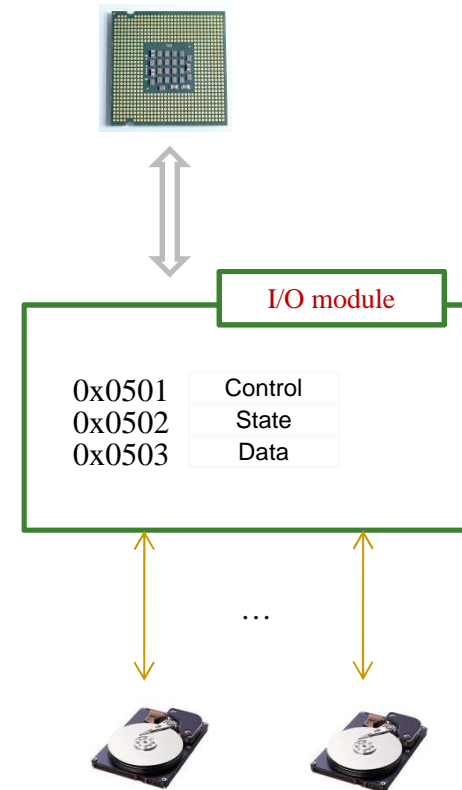 I/O module
0x0501 Control
0x0502 State
0x0503 Data
…